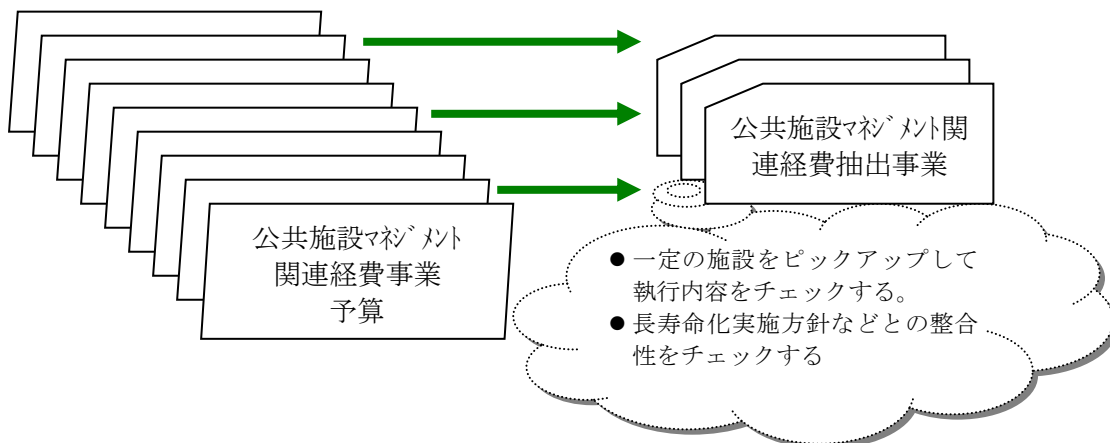 公共施設ﾏﾈｼﾞﾒﾝﾄ
関連経費事業
予算
公共施設ﾏﾈｼﾞﾒﾝﾄ関
連経費抽出事業
● 一定の施設をピックアップして
執行内容をチェックする。
● 長寿命化実施方針などとの整合
性をチェックする